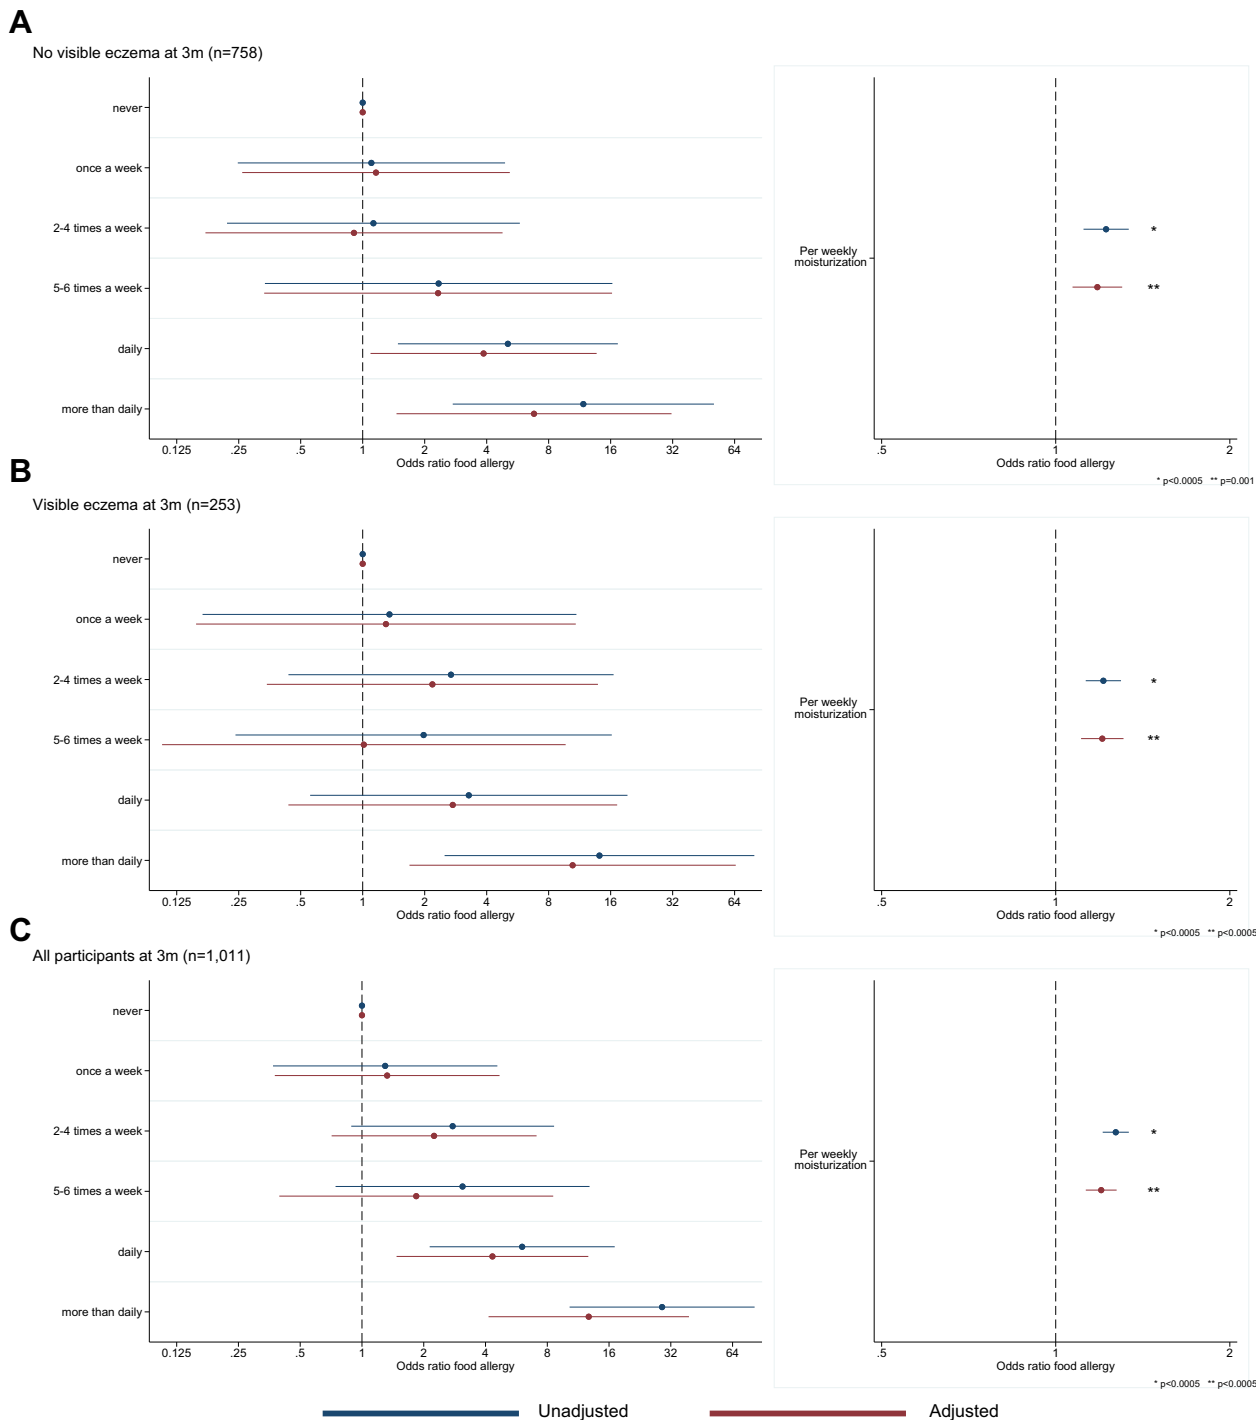 A
No visible eczema at 3m (n=758)
never
once a week
2-4 times a week
5-6 times a week
daily
more than daily
0.125 .25 .5 1 2 4 8 16 32 64
Odds ratio food allergy
Per weekly
moisturization
*
**
.5 1 2
Odds ratio food allergy
* p<0.0005 ** p=0.001
B
Visible eczema at 3m (n=253)
never
once a week
2-4 times a week
5-6 times a week
daily
more than daily
0.125 .25 .5 1 2 4 8 16 32 64
Odds ratio food allergy
Per weekly
moisturization
*
**
.5 1 2
Odds ratio food allergy
* p<0.0005 ** p<0.0005
C
All participants at 3m (n=1,011)
never
once a week
2-4 times a week
5-6 times a week
daily
more than daily
0.125 .25 .5 1 2 4 8 16 32 64
Odds ratio food allergy
Per weekly
moisturization
*
**
.5 1 2
Odds ratio food allergy
* p<0.0005 ** p<0.0005
Unadjusted Adjusted